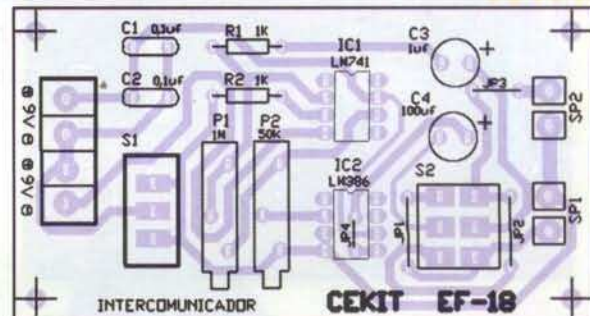 C1 0,1uf
R1 1K
IC1
LM741
C3
1uf
+
JP3
SP2
C2 0,1uf
R2 1K
⊕ 9V ⊖ ⊕ 9V ⊖
S1
P1
1M
P2
50K
C4
100uf
+
IC2
LM386
JP4
S2
JP1
JP2
SP1
INTERCOMUNICADOR
CEKIT EF-18